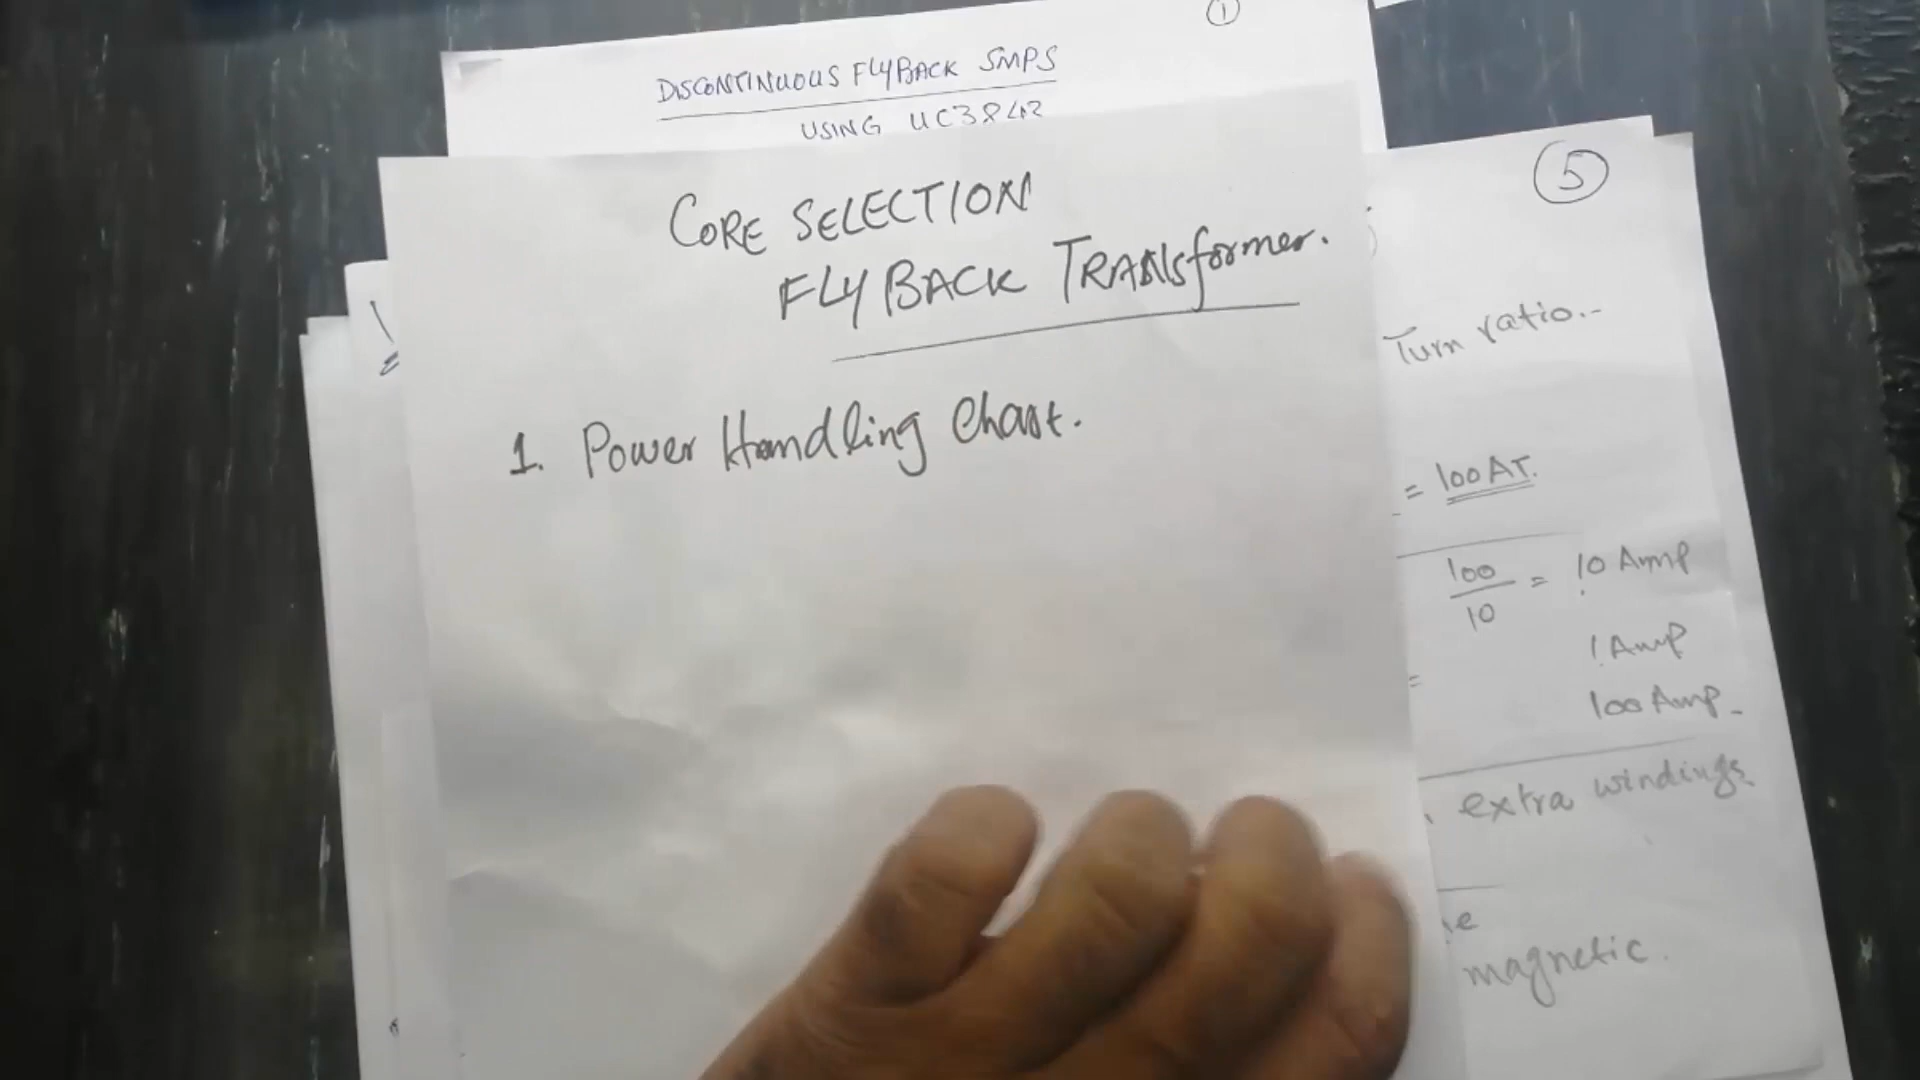 1
DISCONTINUOUS FLYBACK SMPS
USING UC3842
CORE SELECTION
FLYBACK TRANSformer.
1. Power Handling Chart.
5
Turn ratio.-
= 100 AT.
100
10
= 10 Amp
1 Amp
=
100 Amp -
extra windings
magnetic.